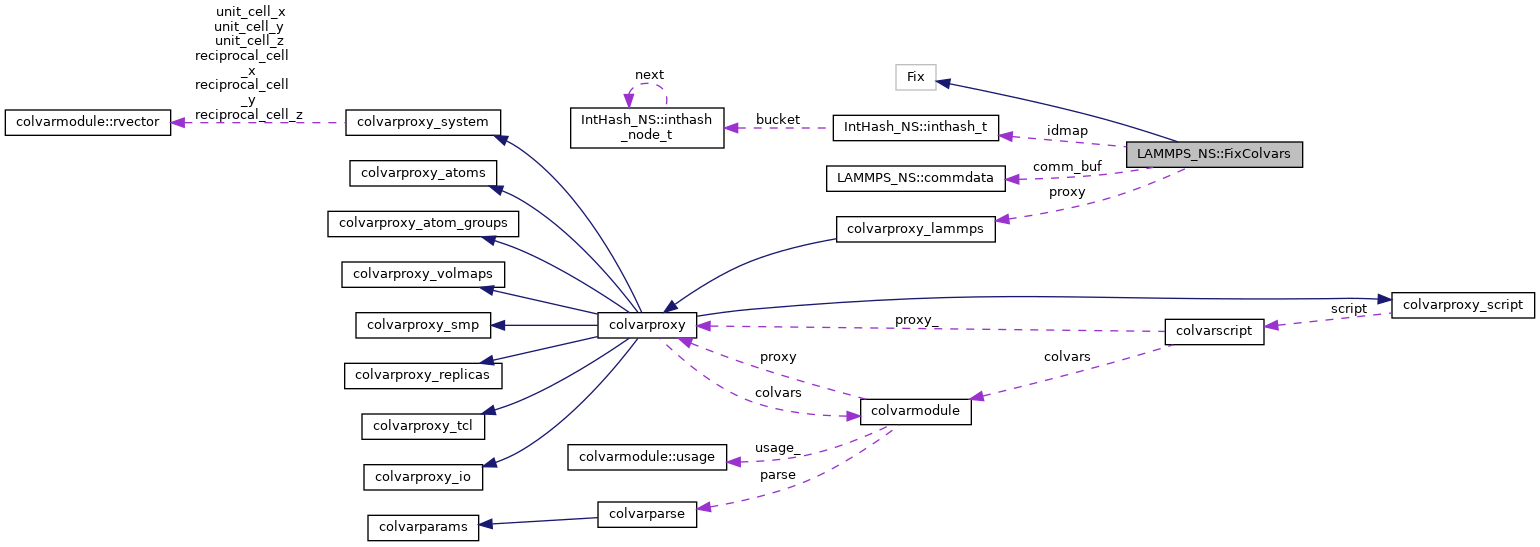 unit_cell_x
unit_cell_y
unit_cell_z
reciprocal_cell
_x
reciprocal_cell
_y
reciprocal_cell_z
colvarmodule::rvector
colvarproxy_system
next
IntHash_NS::inthash
_node_t
bucket
IntHash_NS::inthash_t
Fix
idmap
LAMMPS_NS::FixColvars
comm_buf
LAMMPS_NS::commdata
proxy
colvarproxy_atoms
colvarproxy_atom_groups
colvarproxy_lammps
colvarproxy_volmaps
colvarproxy_smp
colvarproxy
proxy_
colvarscript
script
colvarproxy_script
colvarproxy_replicas
proxy
colvars
colvars
colvarmodule
colvarproxy_tcl
colvarmodule::usage
usage_
parse
colvarproxy_io
colvarparse
colvarparams